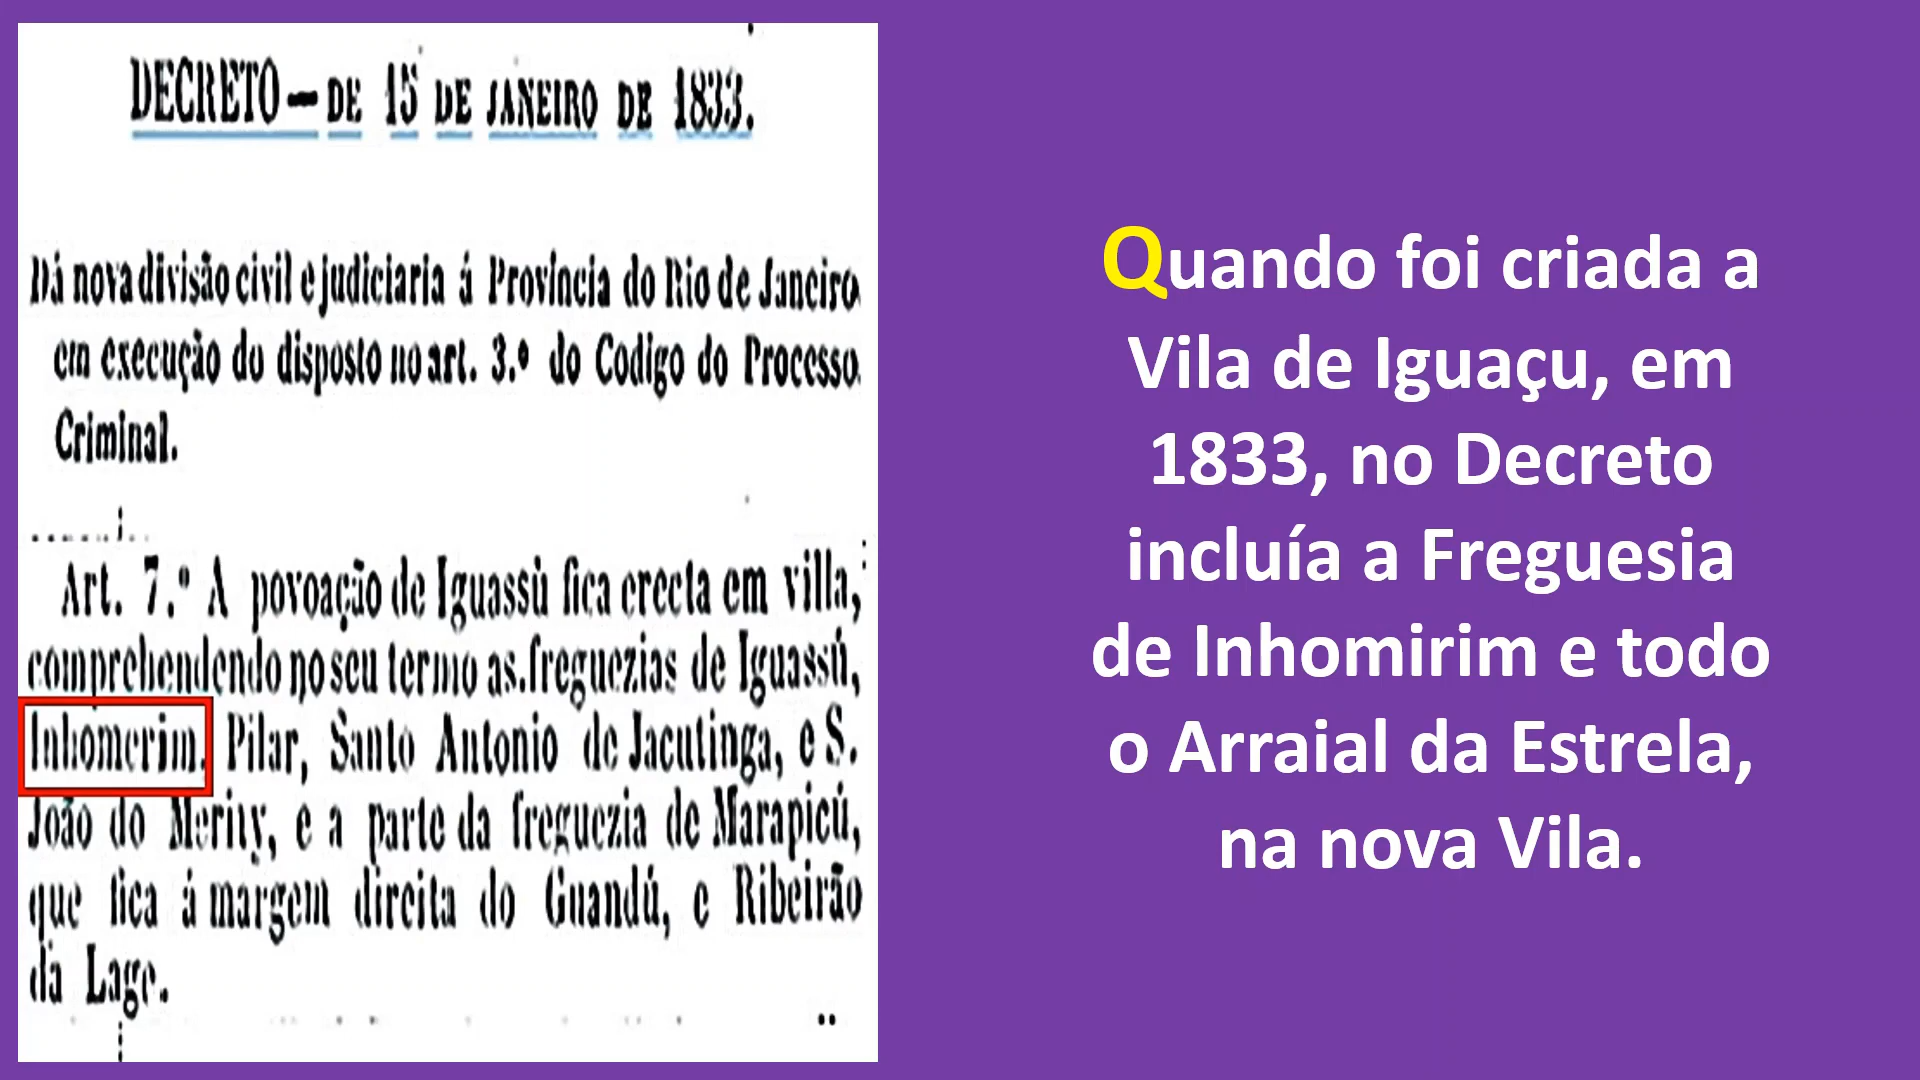 DECRETO — DE 15 DE JANEIRO DE 1833.
Dá nova divisão civil e judiciaria á Provincia do Rio de Janeiro
em execução do disposto no art. 3.º do Codigo do Processo
Criminal.
Art. 7.º A povoação de Iguassú fica erecta em villa,
comprehendendo no seu termo as freguezias de Iguassú,
Inhomerim, Pilar, Santo Antonio de Jacutinga, e S.
João do Merity, e a parte da freguezia de Marapicú,
que fica á margem direita do Guandú, e Ribeirão
da Lage.
Quando foi criada a
Vila de Iguaçu, em
1833, no Decreto
incluía a Freguesia
de Inhomirim e todo
o Arraial da Estrela,
na nova Vila.